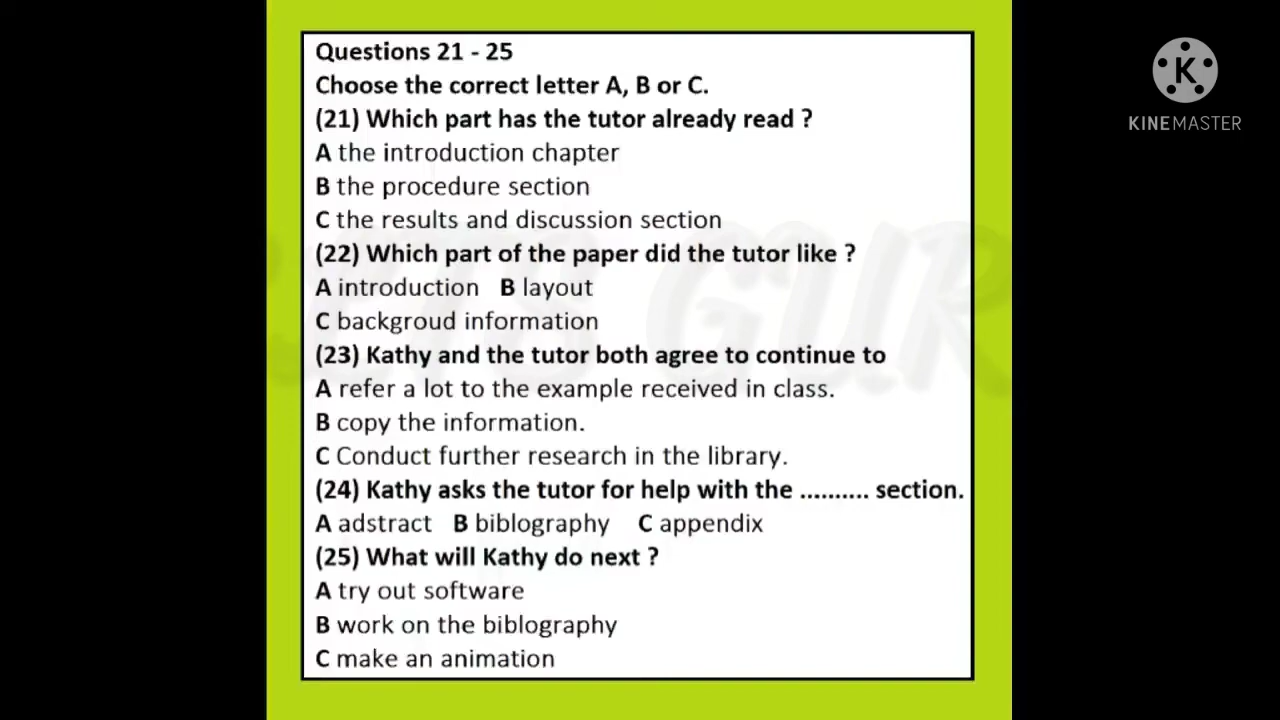 Questions 21 - 25
Choose the correct letter A, B or C.
(21) Which part has the tutor already read ?
A the introduction chapter
B the procedure section
C the results and discussion section
(22) Which part of the paper did the tutor like ?
A introduction B layout
C backgroud information
(23) Kathy and the tutor both agree to continue to
A refer a lot to the example received in class.
B copy the information.
C Conduct further research in the library.
(24) Kathy asks the tutor for help with the .......... section.
A adstract B biblography C appendix
(25) What will Kathy do next ?
A try out software
B work on the biblography
C make an animation
K
KINEMASTER